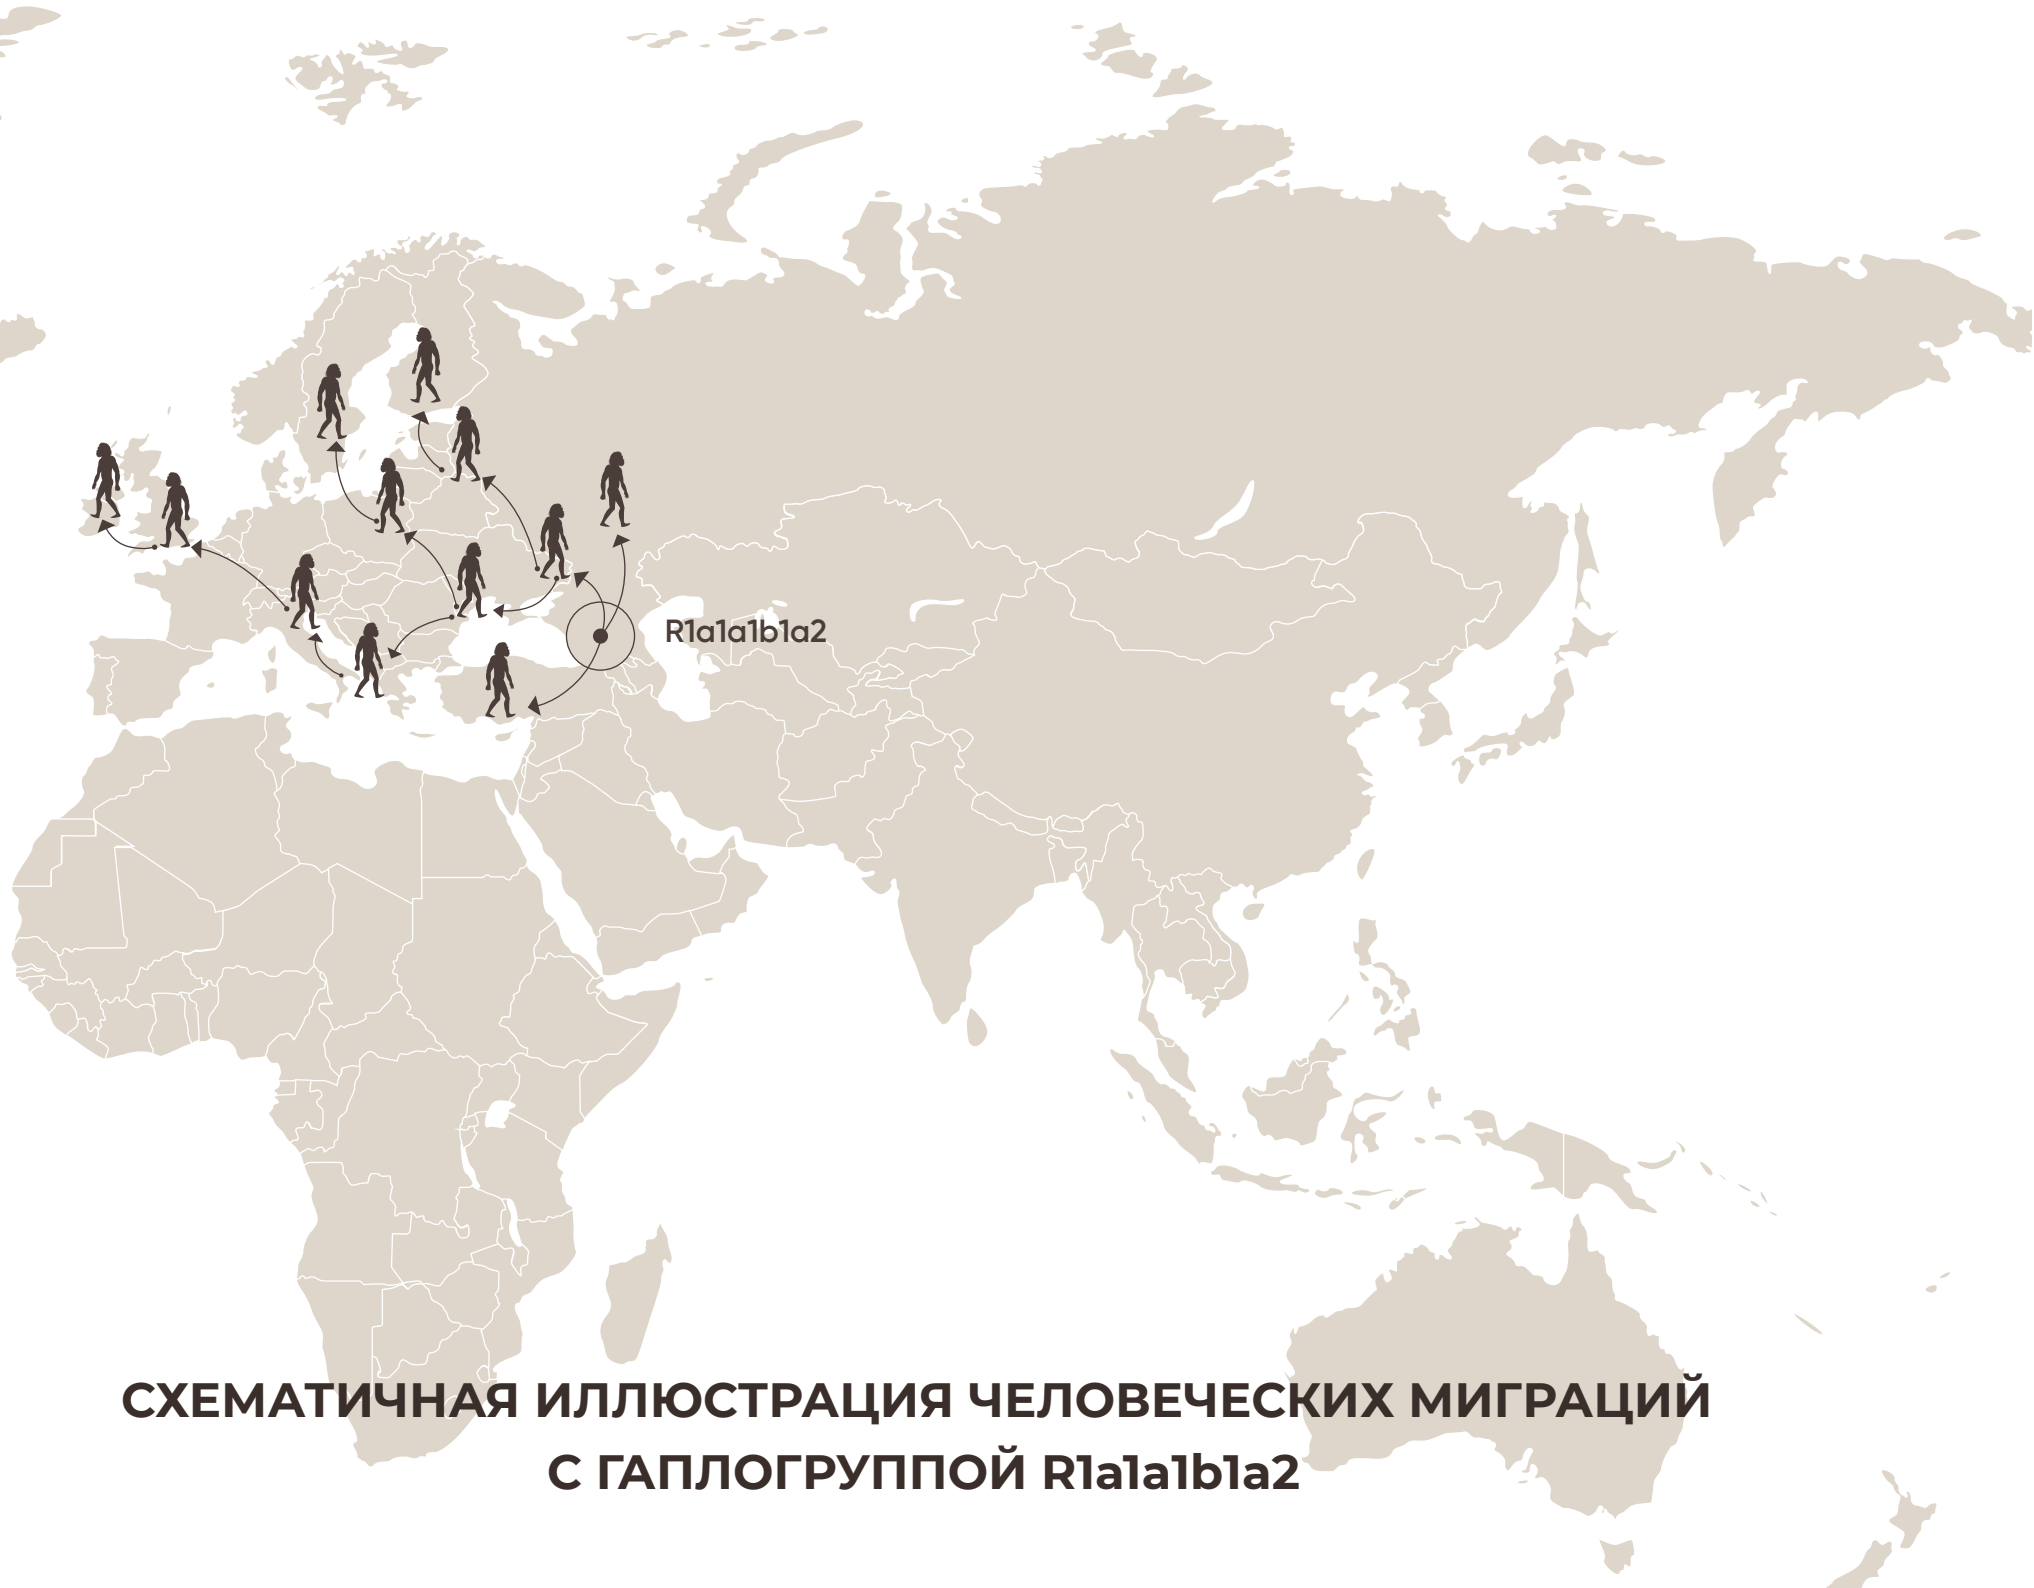 R1a1a1b1a2
СХЕМАТИЧНАЯ ИЛЛЮСТРАЦИЯ ЧЕЛОВЕЧЕСКИХ МИГРАЦИЙ
С ГАПЛОГРУППОЙ R1a1a1b1a2